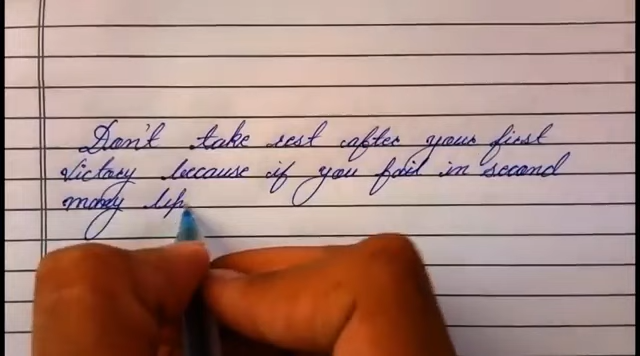 Don't take rest after your first
Victory because if you fail in second
many lip